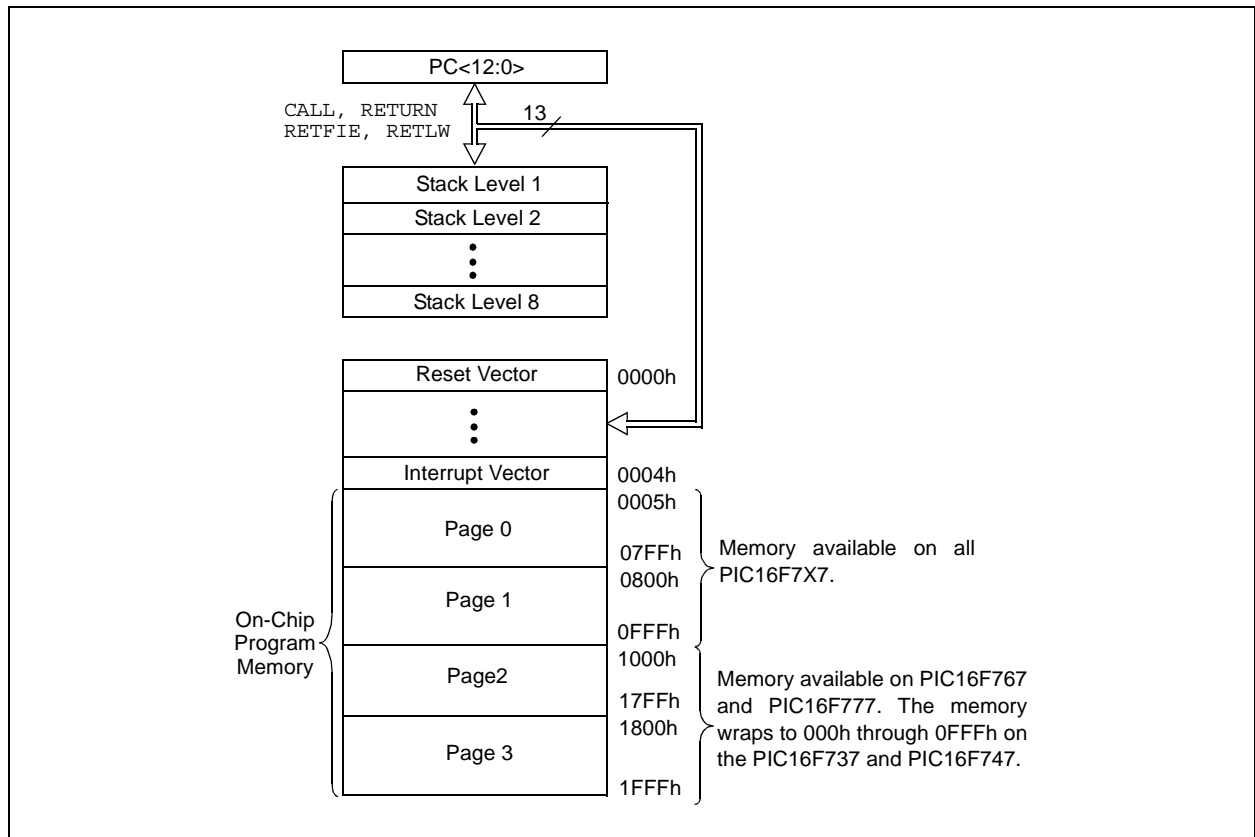 PC<12:0>
CALL, RETURN
RETFIE, RETLW
13
Stack Level 1
Stack Level 2
Stack Level 8
Reset Vector
0000h
Interrupt Vector
0004h
0005h
Page 0
07FFh
0800h
Page 1
0FFFh
1000h
Page2
17FFh
1800h
Page 3
1FFFh
On-Chip
Program
Memory
Memory available on all
PIC16F7X7.
Memory available on PIC16F767
and PIC16F777. The memory
wraps to 000h through 0FFFh on
the PIC16F737 and PIC16F747.